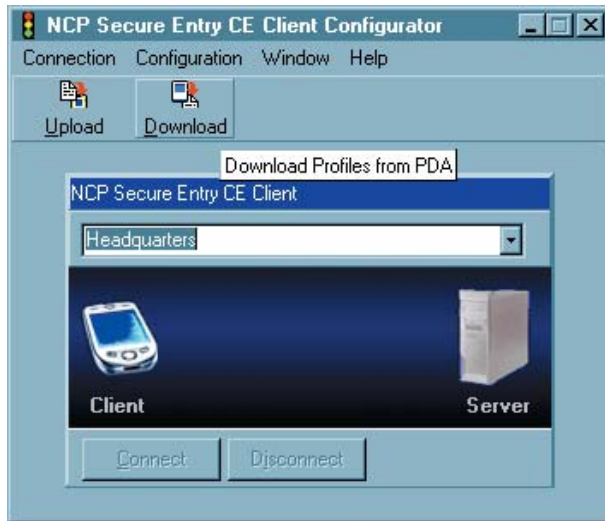 NCP Secure Entry CE Client Configurator
Connection Configuration Window Help
Upload Download
Download Profiles from PDA
NCP Secure Entry CE Client
Headquarters
Client Server
Connect Disconnect